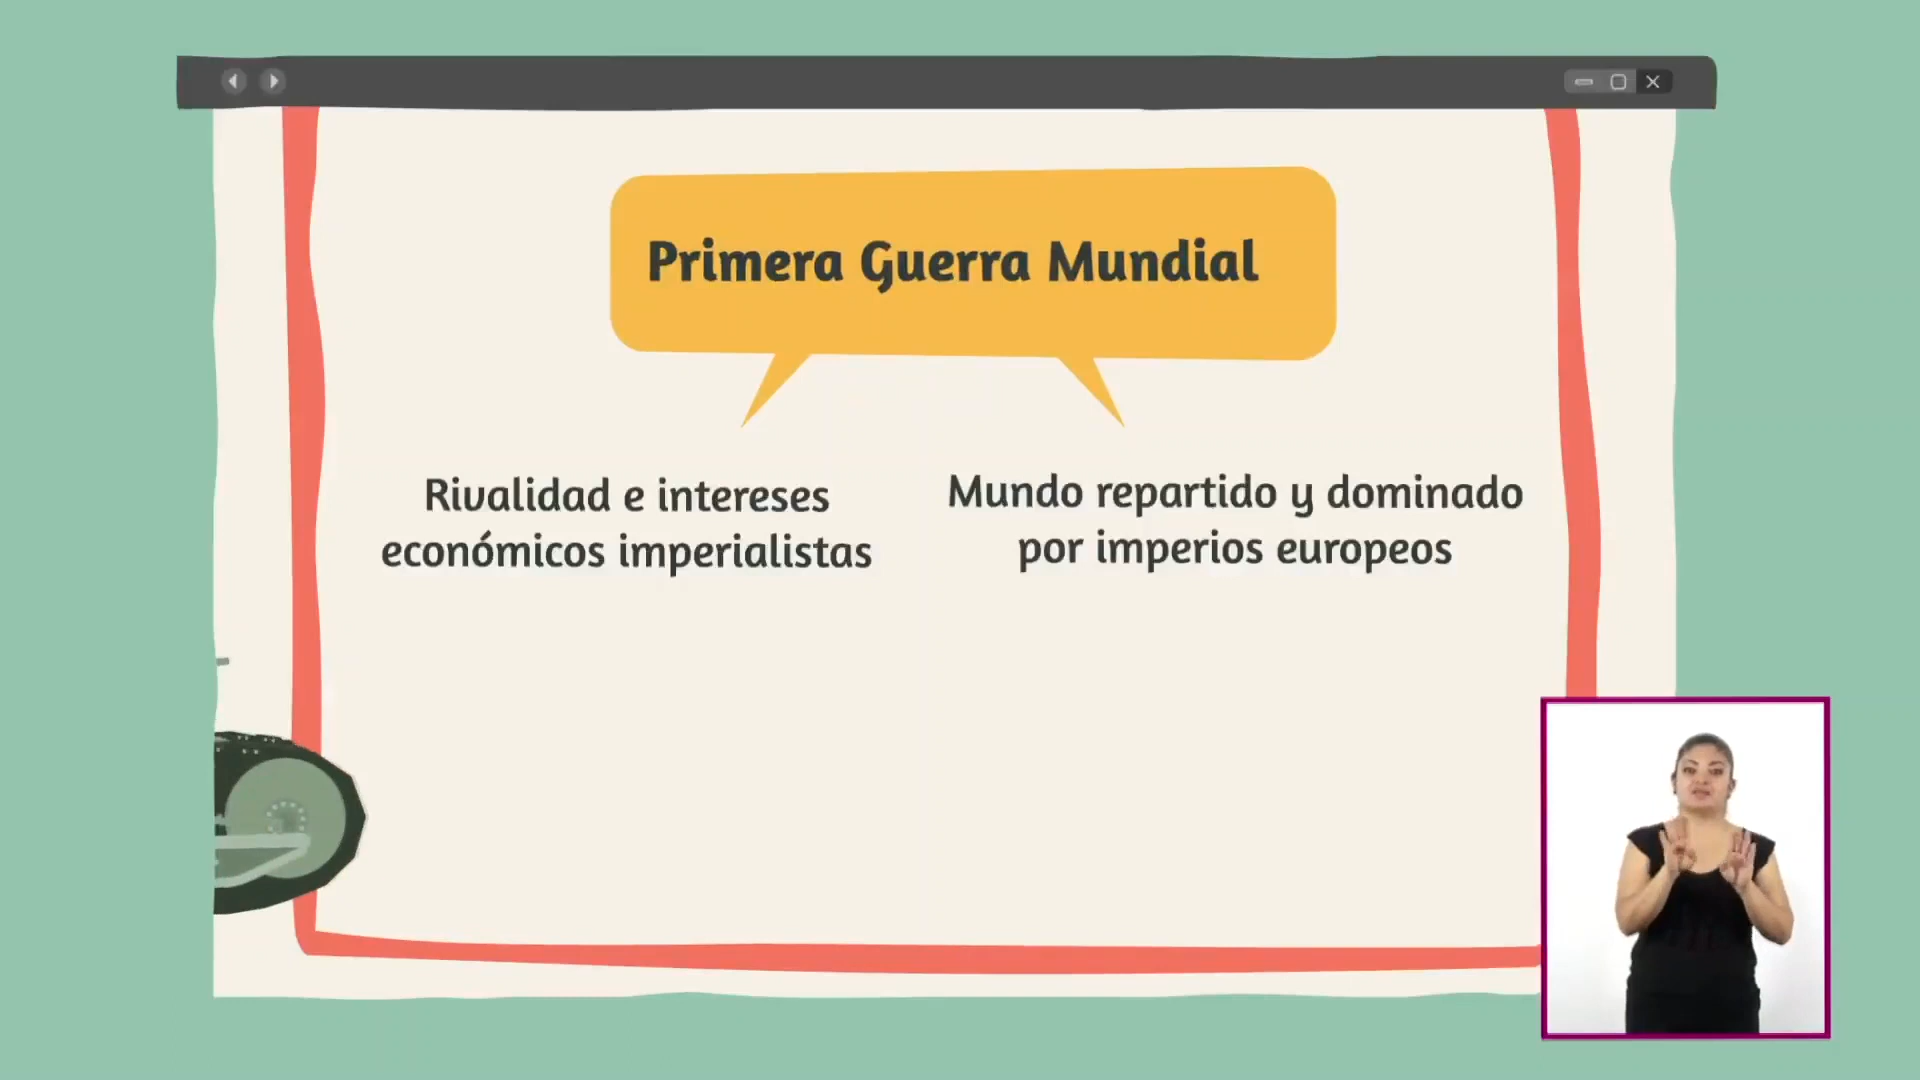 Primera Guerra Mundial
Rivalidad e intereses
económicos imperialistas
Mundo repartido y dominado
por imperios europeos